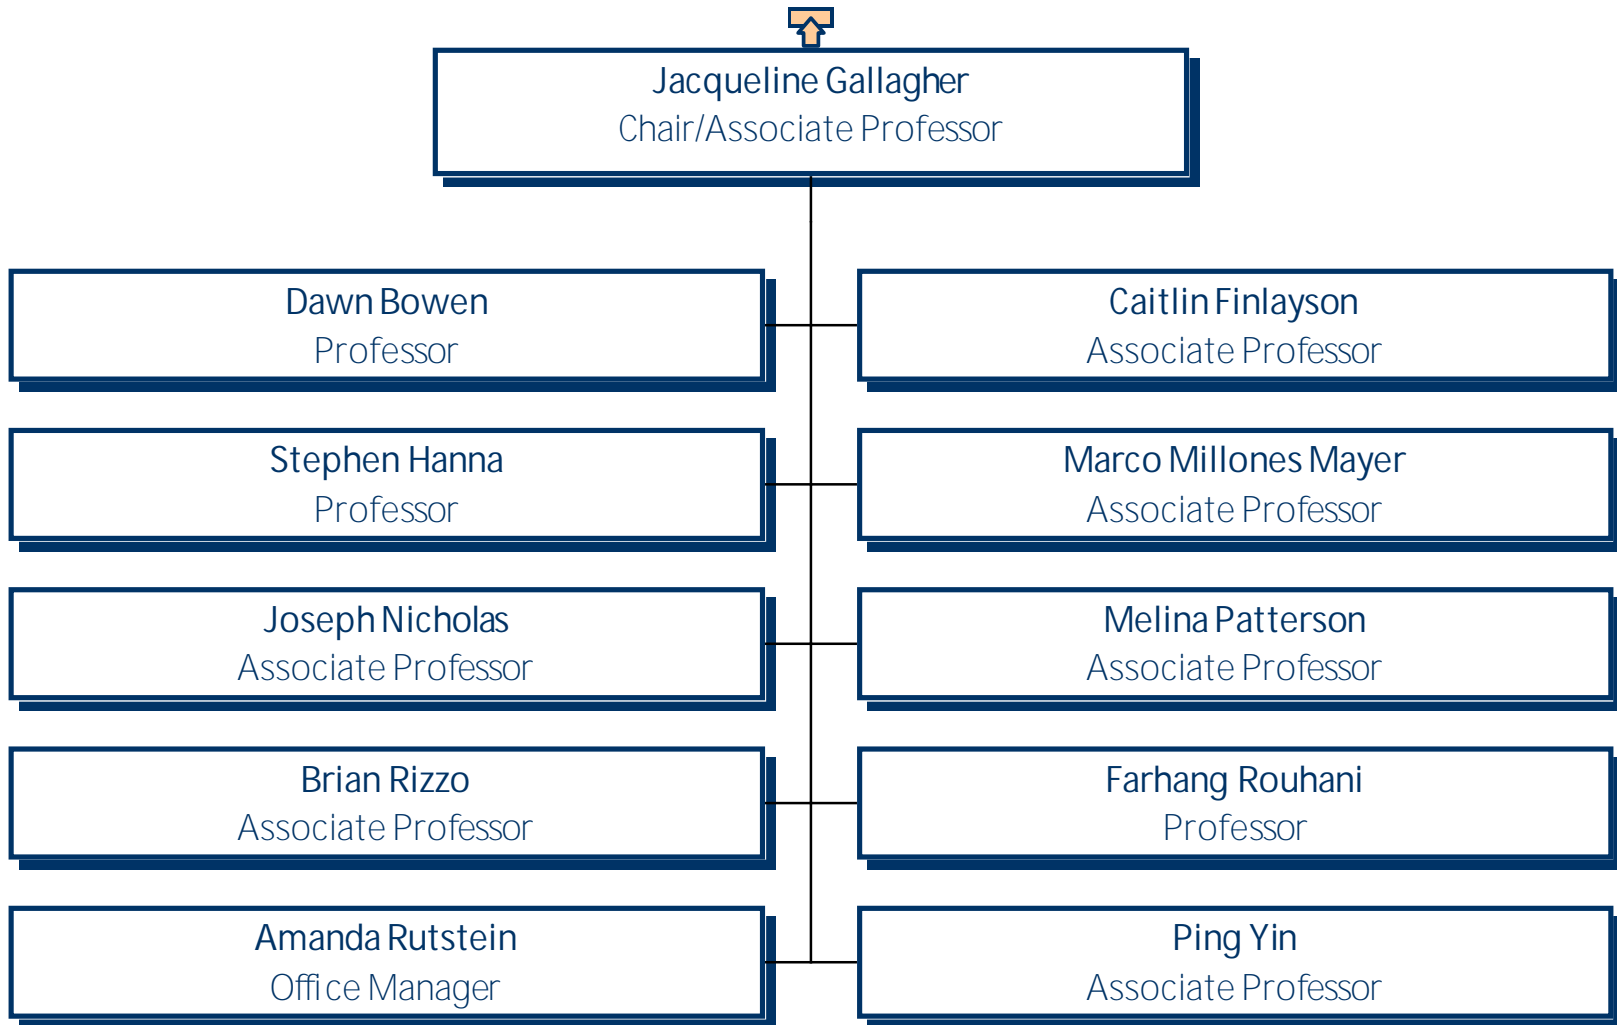 Jacqueline Gallagher
Chair/Associate Professor
Dawn Bowen
Professor
Caitlin Finlayson
Associate Professor
Stephen Hanna
Professor
Marco Millones Mayer
Associate Professor
Joseph Nicholas
Associate Professor
Melina Patterson
Associate Professor
Brian Rizzo
Associate Professor
Farhang Rouhani
Professor
Amanda Rutstein
Office Manager
Ping Yin
Associate Professor